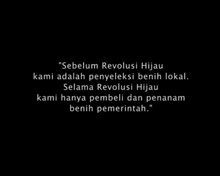 "Sebelum Revolusi Hijau
kami adalah penyeleksi benih lokal.
Selama Revolusi Hijau
kami hanya pembeli dan penanam
benih pemerintah."